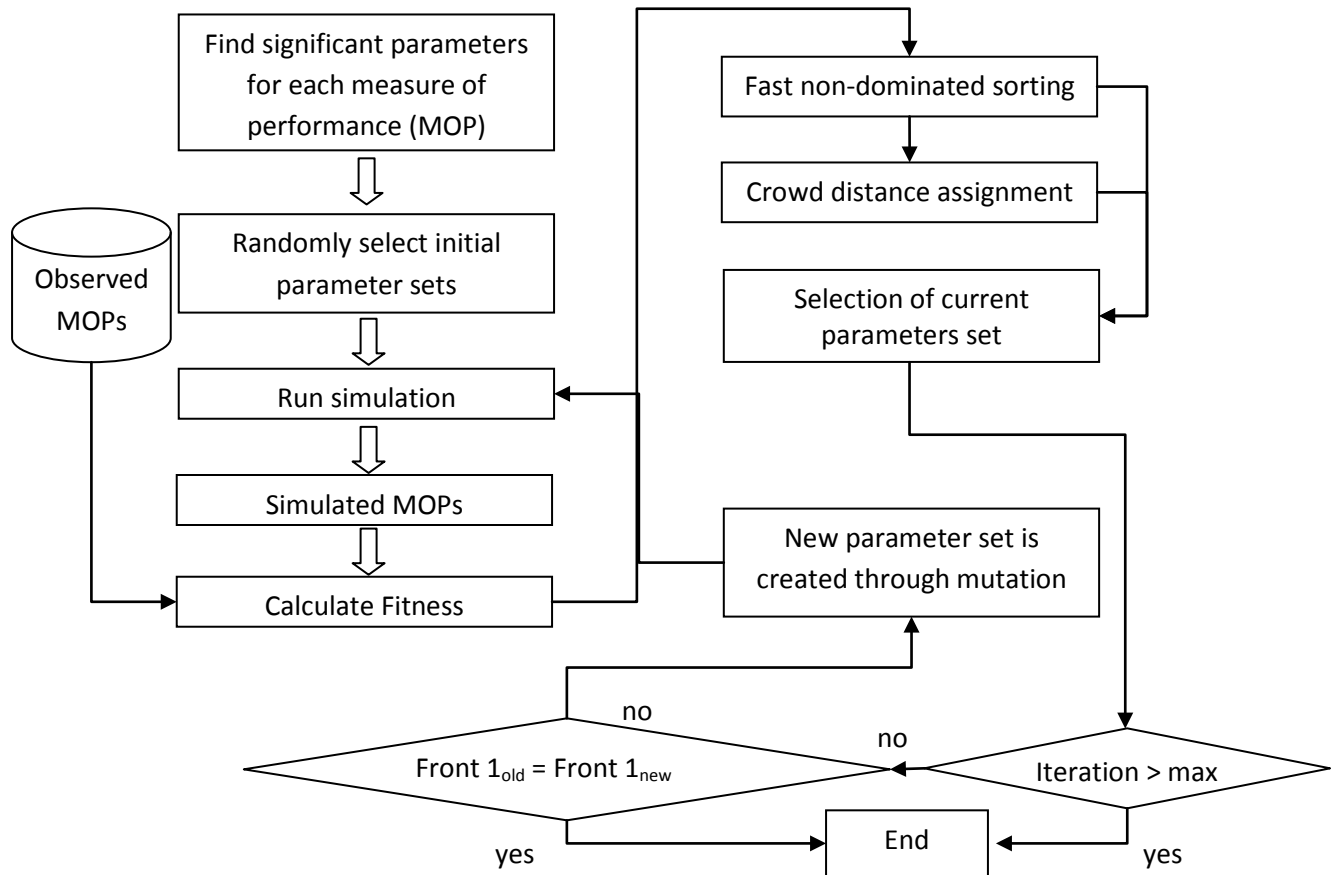 Find significant parameters
for each measure of
performance (MOP)
Randomly select initial
parameter sets
Observed
MOPs
Run simulation
Simulated MOPs
Calculate Fitness
Fast non-dominated sorting
Crowd distance assignment
Selection of current
parameters set
New parameter set is
created through mutation
no
no
Front 1old = Front 1new
Iteration > max
End
yes
yes